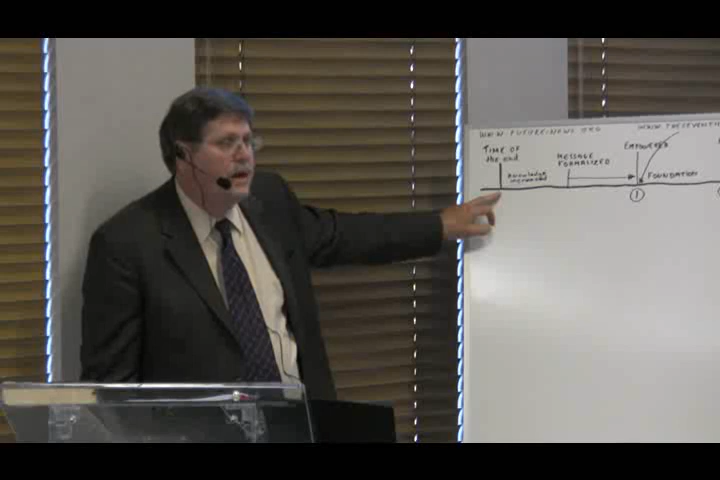 WWW.FUTURE-NEWS.ORG
WWW.THESEVENTH
TIME OF
the end
MESSAGE
FORMALIZED
EMPOWERED
Knowledge
increased
FOUNDATION
1